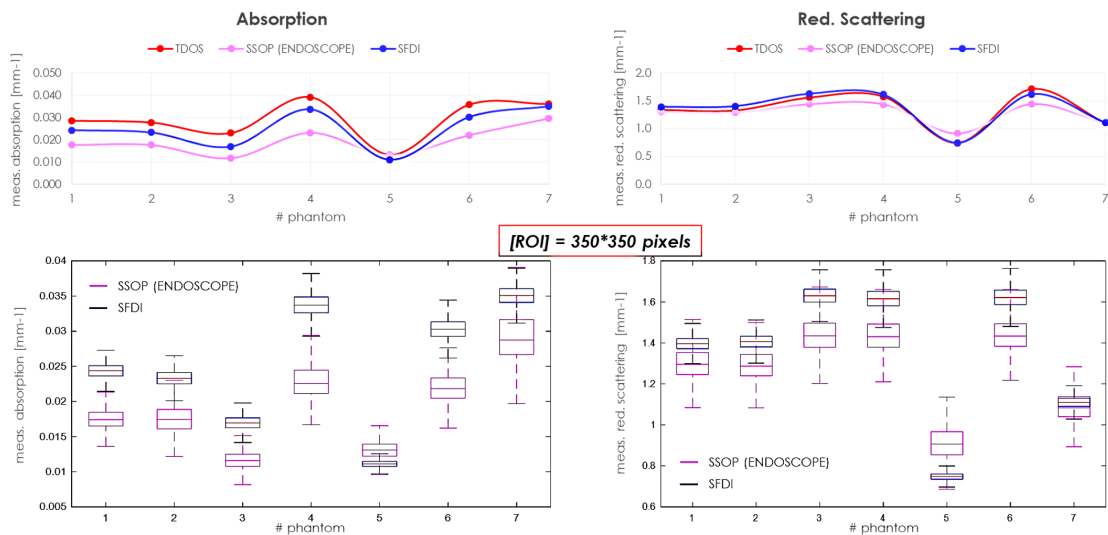 Absorption
TDOS SSOP (ENDOSCOPE) SFDI
meas. absorption [mm-1]
0.050
0.040
0.030
0.020
0.010
0.000
1 2 3 4 5 6 7
# phantom
Red. Scattering
TDOS SSOP (ENDOSCOPE) SFDI
meas.red. scattering [mm-1]
2.0
1.5
1.0
0.5
0.0
1 2 3 4 5 6 7
# phantom
[ROI] = 350*350 pixels
meas. absorption [mm-1]
0.04
0.035
0.03
0.025
0.02
0.015
0.01
0.005
SSOP (ENDOSCOPE)
SFDI
1 2 3 4 5 6 7
# phantom
meas. red. scattering [mm-1]
1.8
1.6
1.4
1.2
1
0.8
0.6
SSOP (ENDOSCOPE)
SFDI
1 2 3 4 5 6 7
# phantom